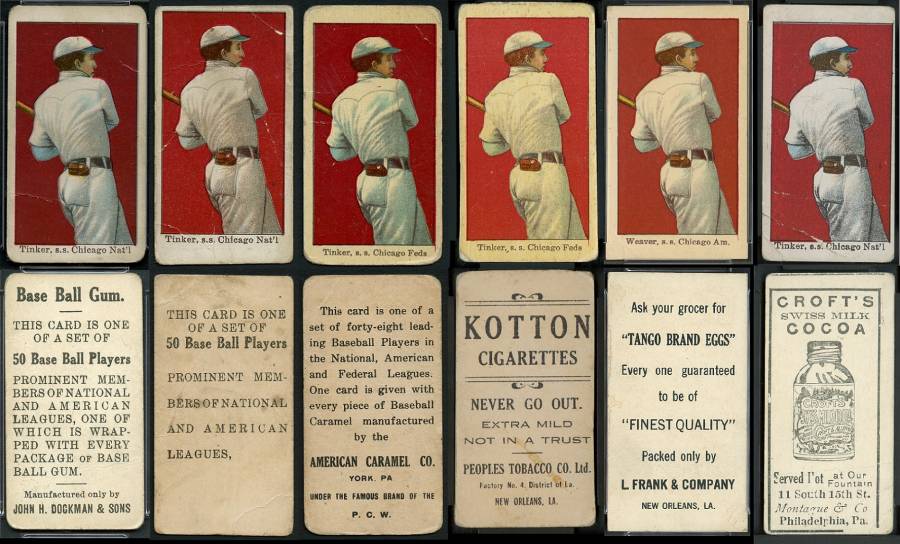 Tinker, s.s. Chicago Nat'l
Tinker, s.s. Chicago Nat'l
Tinker, s. s. Chicago Feds
Tinker, s. s. Chicago Feds
Weaver, s.s. Chicago Am.
Tinker, s.s. Chicago Nat'l
Base Ball Gum.
THIS CARD IS ONE
OF A SET OF
50 Base Ball Players
PROMINENT MEM-
BERS OF NATIONAL
AND AMERICAN
LEAGUES, ONE OF
WHICH IS WRAP-
PED WITH EVERY
PACKAGE OF BASE
BALL GUM.
Manufactured only by
JOHN H. DOCKMAN & SONS
THIS CARD IS ONE
OF A SET OF
50 Base Ball Players
PROMINENT MEM-
BERS OF NATIONAL
AND AMERICAN
LEAGUES,
This card is one of a
set of forty-eight lead-
ing Baseball Players in
the National, American
and Federal Leagues.
One card is given with
every piece of Baseball
Caramel manufactured
by the
AMERICAN CARAMEL CO.
YORK, PA
UNDER THE FAMOUS BRAND OF THE
P. C. W.
KOTTON
CIGARETTES
NEVER GO OUT.
EXTRA MILD
NOT IN A TRUST
PEOPLES TOBACCO CO. Ltd.
Factory No. 4, District of La.
NEW ORLEANS, LA.
Ask your grocer for
"TANGO BRAND EGGS"
Every one guaranteed
to be of
"FINEST QUALITY"
Packed only by
L. FRANK & COMPANY
NEW ORLEANS, LA.
CROFT'S
SWISS MILK
COCOA
CROFT'S
Served Hot at Our
Fountain
11 South 15th St.
Montague & Co
Philadelphia, Pa.